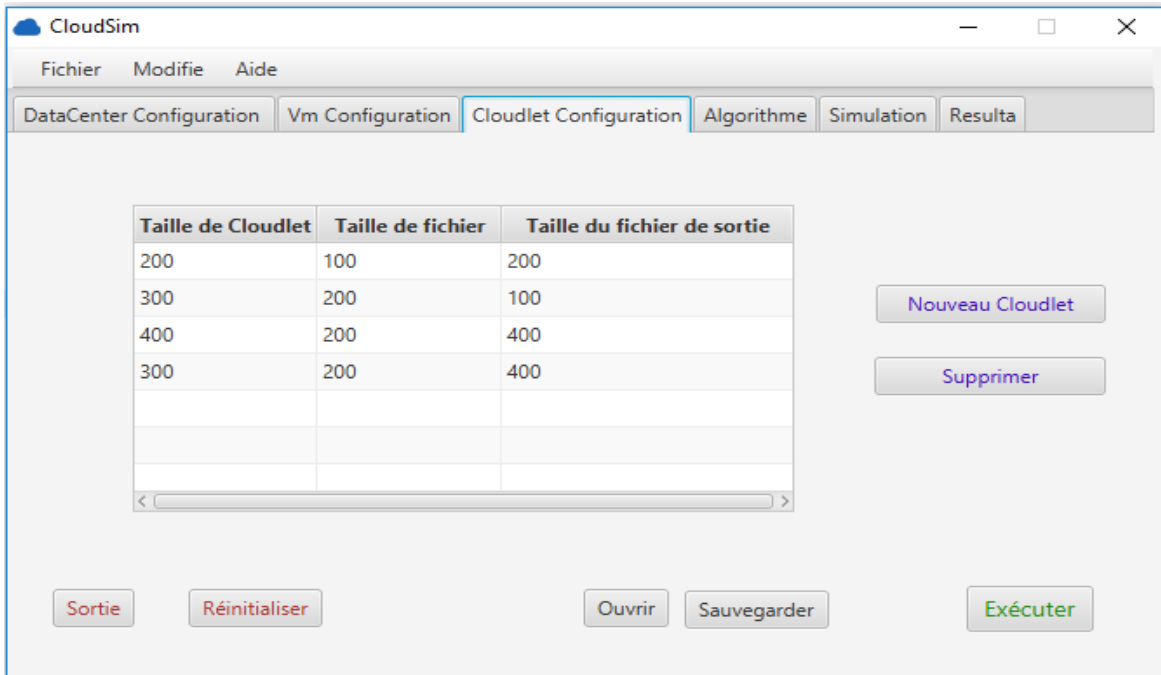 CloudSim
Fichier Modifie Aide
DataCenter Configuration Vm Configuration Cloudlet Configuration Algorithme Simulation Resulta
Taille de Cloudlet Taille de fichier Taille du fichier de sortie
200 100 200
300 200 100
400 200 400
300 200 400
Nouveau Cloudlet
Supprimer
Sortie Réinitialiser Ouvrir Sauvegarder Exécuter